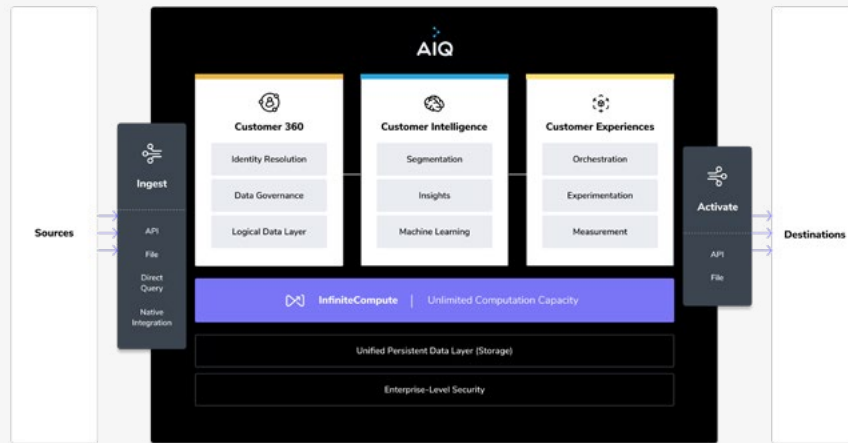 AIQ
Sources
Ingest
API
File
Direct
Query
Native
Integration
Customer 360
Identity Resolution
Data Governance
Logical Data Layer
Customer Intelligence
Segmentation
Insights
Machine Learning
Customer Experiences
Orchestration
Experimentation
Measurement
InfiniteCompute | Unlimited Computation Capacity
Unified Persistent Data Layer (Storage)
Enterprise-Level Security
Activate
API
File
Destinations